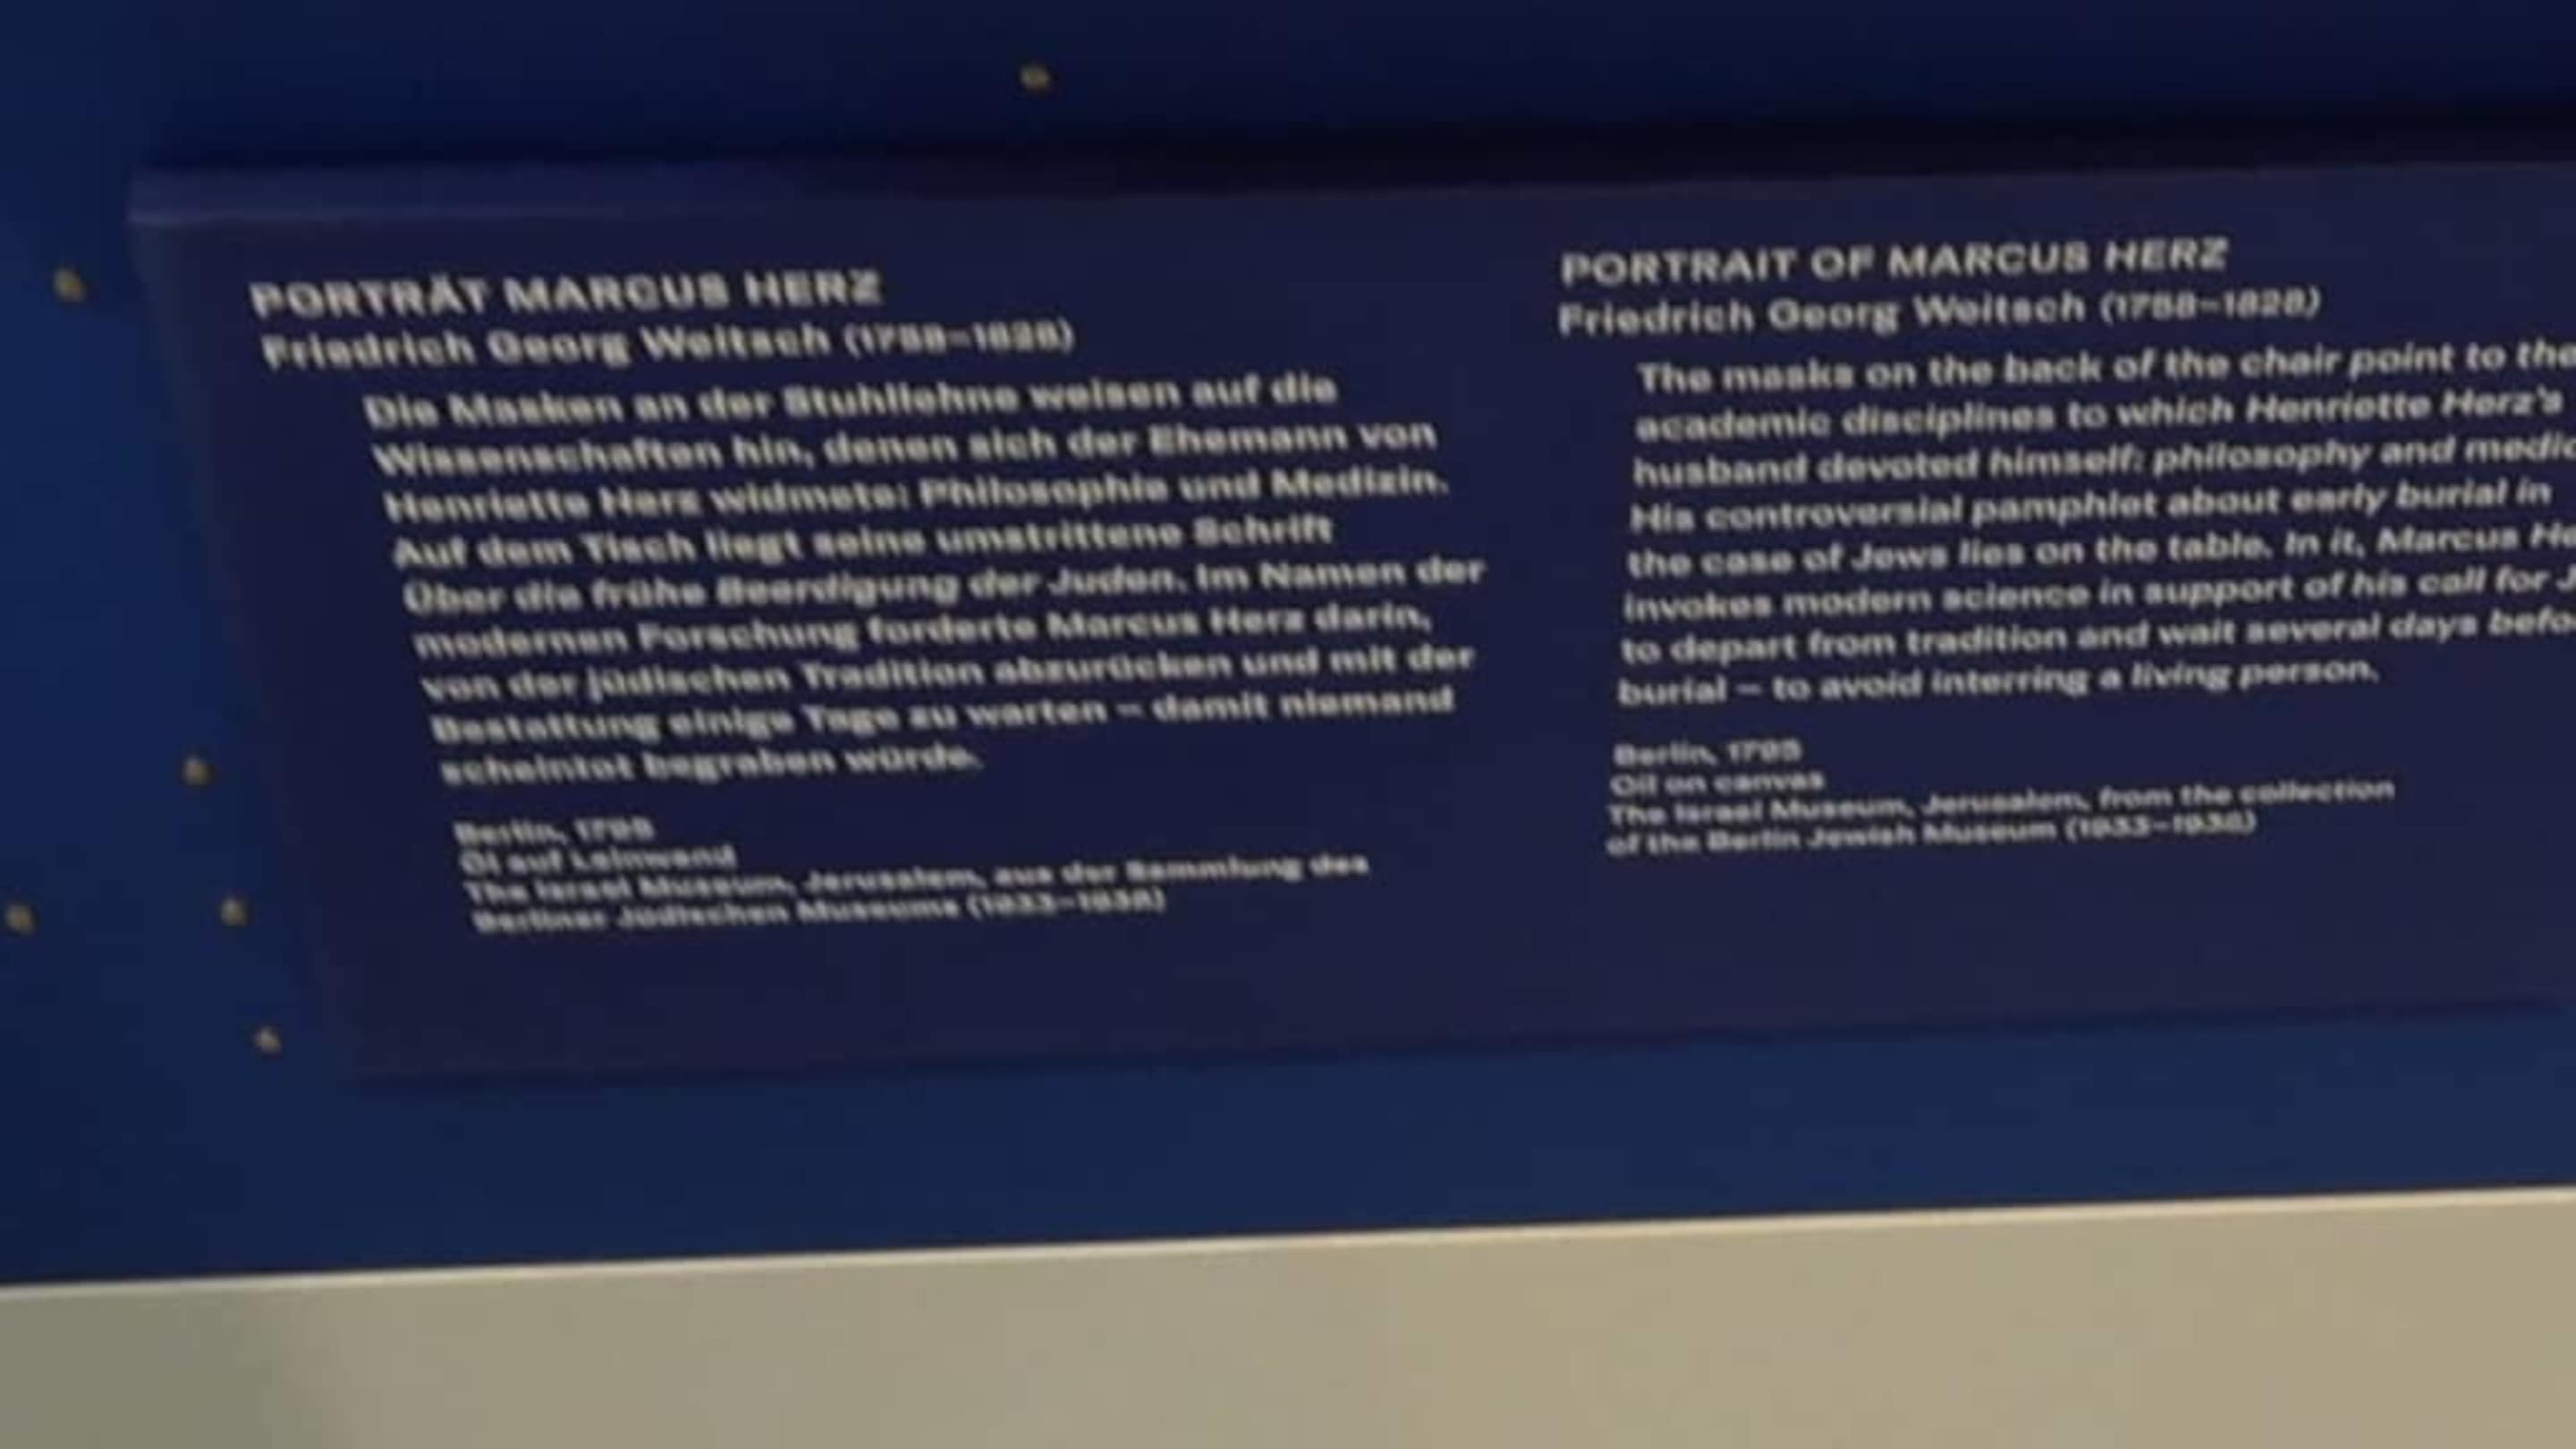 PORTRÄT MARCUS HERZ
Friedrich Georg Weitsch (1758–1828)
Die Masken an der Stuhllehne weisen auf die
Wissenschaften hin, denen sich der Ehemann von
Henriette Herz widmete: Philosophie und Medizin.
Auf dem Tisch liegt seine umstrittene Schrift
Über die frühe Beerdigung der Juden. Im Namen der
modernen Forschung forderte Marcus Herz darin,
von der jüdischen Tradition abzurücken und mit der
Bestattung einige Tage zu warten – damit niemand
scheintot begraben würde.
Berlin, 1795
Öl auf Leinwand
The Israel Museum, Jerusalem, aus der Sammlung des
Berliner Jüdischen Museums (1933–1938)
PORTRAIT OF MARCUS HERZ
Friedrich Georg Weitsch (1758–1828)
The masks on the back of the chair point to the
academic disciplines to which Henriette Herz's
husband devoted himself: philosophy and medic
His controversial pamphlet about early burial in
the case of Jews lies on the table. In it, Marcus He
invokes modern science in support of his call for J
to depart from tradition and wait several days befo
burial – to avoid interring a living person.
Berlin, 1795
Oil on canvas
The Israel Museum, Jerusalem, from the collection
of the Berlin Jewish Museum (1933–1938)